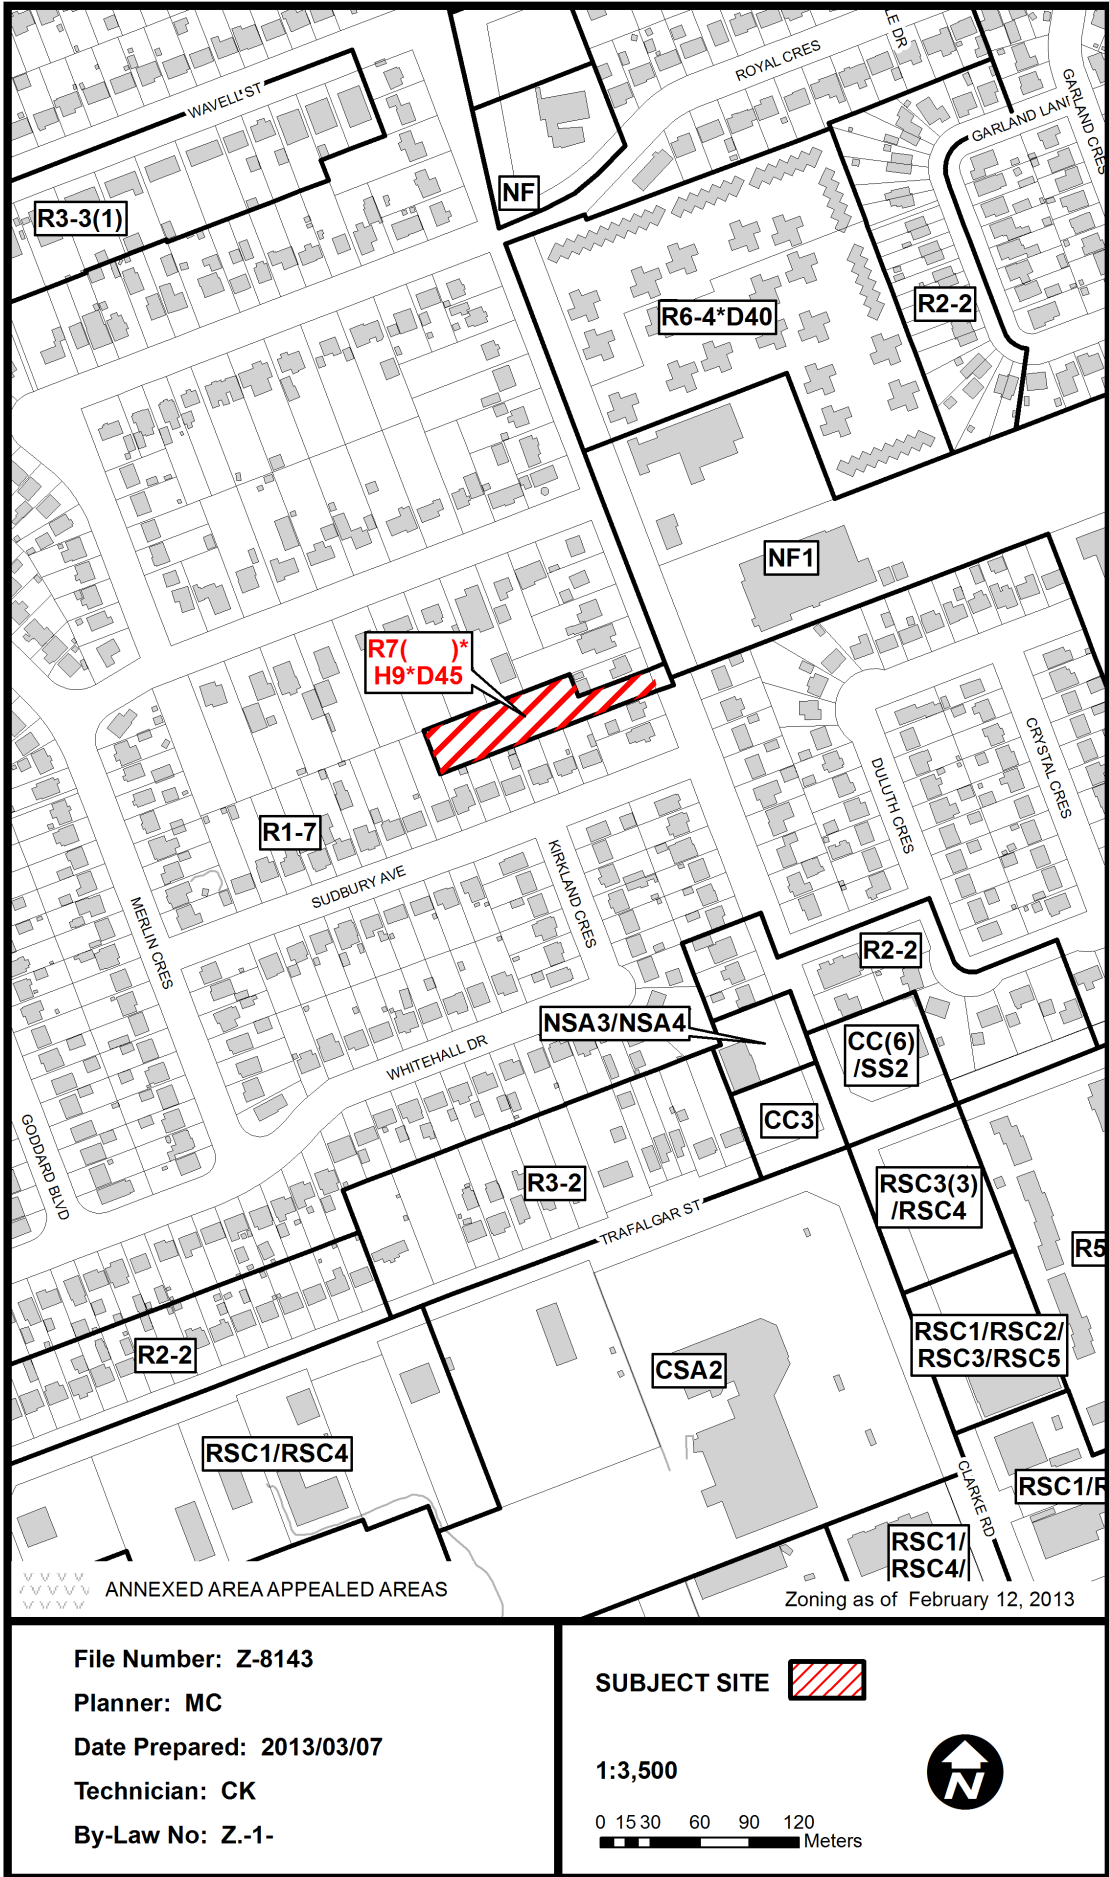 WAVELL ST
ROYAL CRES
LE DR
GARLAND CRES
GARLAND LANE
NF
R3-3(1)
R2-2
R6-4*D40
NF1
R7( )*
H9*D45
CRYSTAL CRES
DULUTH CRES
R1-7
SUDBURY AVE
KIRKLAND CRES
MERLIN CRES
R2-2
NSA3/NSA4
CC(6)
/SS2
WHITEHALL DR
CC3
GODDARD BLVD
R3-2
RSC3(3)
/RSC4
TRAFALGAR ST
R5
RSC1/RSC2/
RSC3/RSC5
R2-2
CSA2
RSC1/RSC4
CLARKE RD
RSC1/R
RSC1/
RSC4/
ANNEXED AREA APPEALED AREAS
Zoning as of February 12, 2013
File Number: Z-8143
Planner: MC
Date Prepared: 2013/03/07
Technician: CK
By-Law No: Z.-1-
SUBJECT SITE
1:3,500
N
0 15 30 60 90 120
Meters